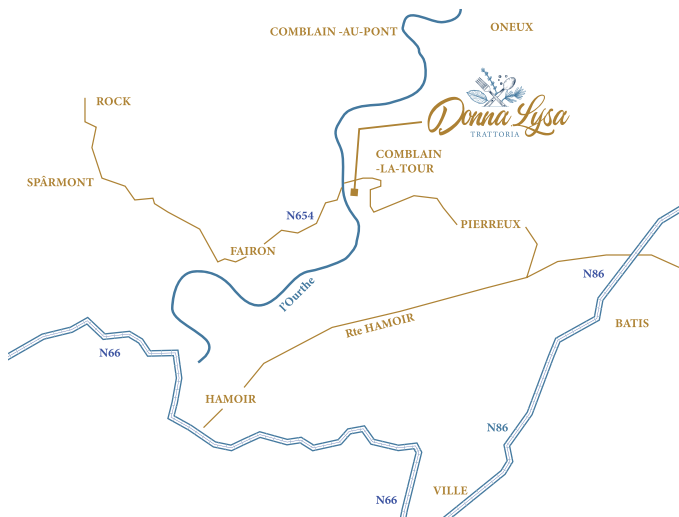 COMBLAIN -AU-PONT
ONEUX
ROCK
Donna Lysa
TRATTORIA
COMBLAIN
-LA-TOUR
SPÂRMONT
N654
PIERREUX
FAIRON
N86
l'Ourthe
BATIS
Rte HAMOIR
N66
HAMOIR
N86
VILLE
N66